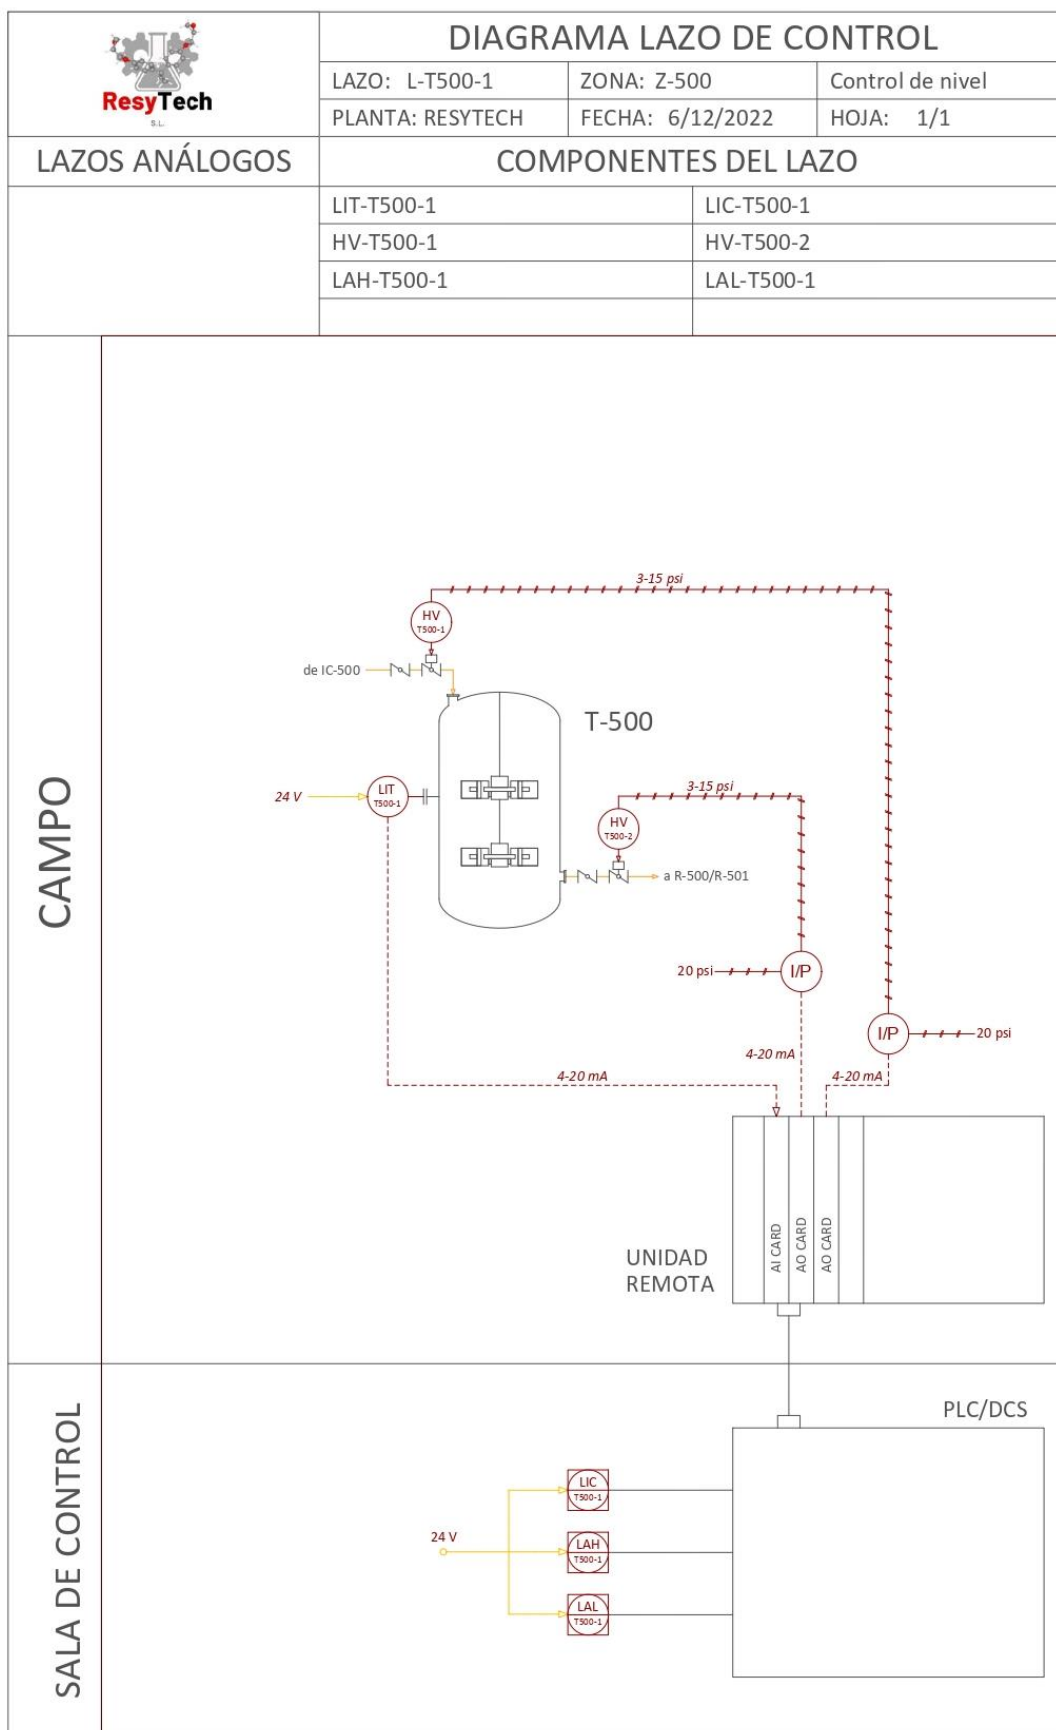 ResyTech
S.L.
DIAGRAMA LAZO DE CONTROL
LAZO: L-T500-1
ZONA: Z-500
Control de nivel
PLANTA: RESYTECH
FECHA: 6/12/2022
HOJA: 1/1
LAZOS ANÁLOGOS
COMPONENTES DEL LAZO
LIT-T500-1
LIC-T500-1
HV-T500-1
HV-T500-2
LAH-T500-1
LAL-T500-1
CAMPO
3-15 psi
HV
T500-1
de IC-500
T-500
24 V
LIT
T500-1
3-15 psi
HV
T500-2
a R-500/R-501
20 psi
I/P
I/P
20 psi
4-20 mA
4-20 mA
4-20 mA
AI CARD
AO CARD
AO CARD
UNIDAD
REMOTA
SALA DE CONTROL
PLC/DCS
24 V
LIC
T500-1
LAH
T500-1
LAL
T500-1